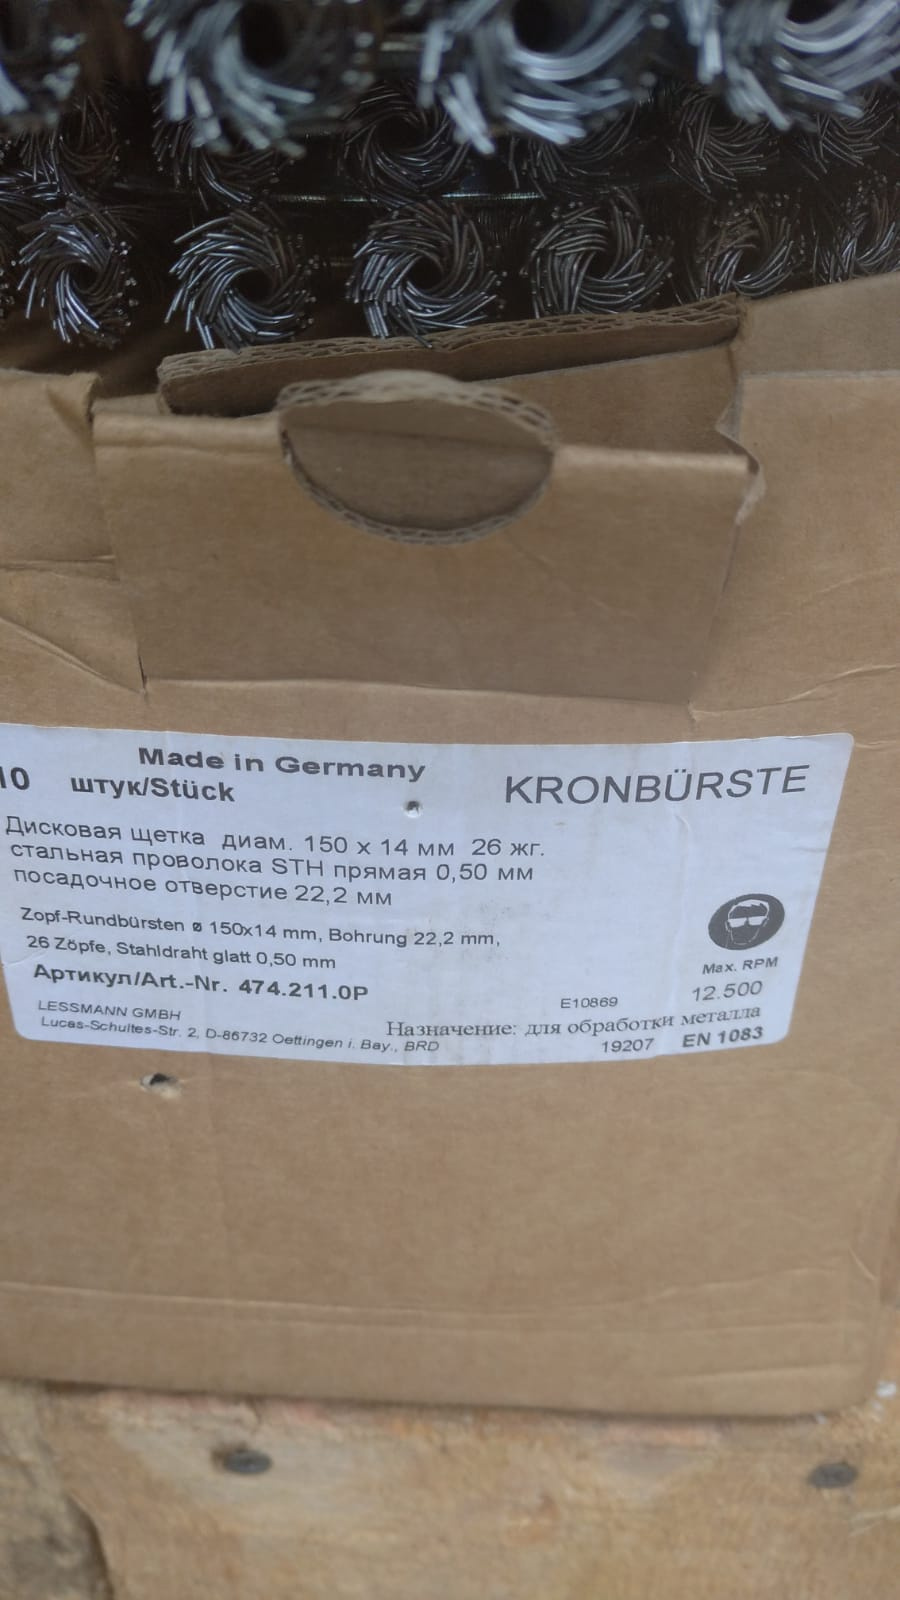 Made in Germany
10 штук/Stück
KRONBÜRSTE
Дисковая щетка диам. 150 x 14 мм 26 жг.
стальная проволока STH прямая 0,50 мм
посадочное отверстие 22,2 мм
Zopf-Rundbürsten ø 150x14 mm, Bohrung 22,2 mm,
26 Zöpfe, Stahldraht glatt 0,50 mm
Артикул/Art.-Nr. 474.211.0P
Max. RPM
12.500
E10869
LESSMANN GMBH
Lucas-Schultes-Str. 2, D-86732 Oettingen i. Bay., BRD
Назначение: для обработки металла
19207 EN 1083